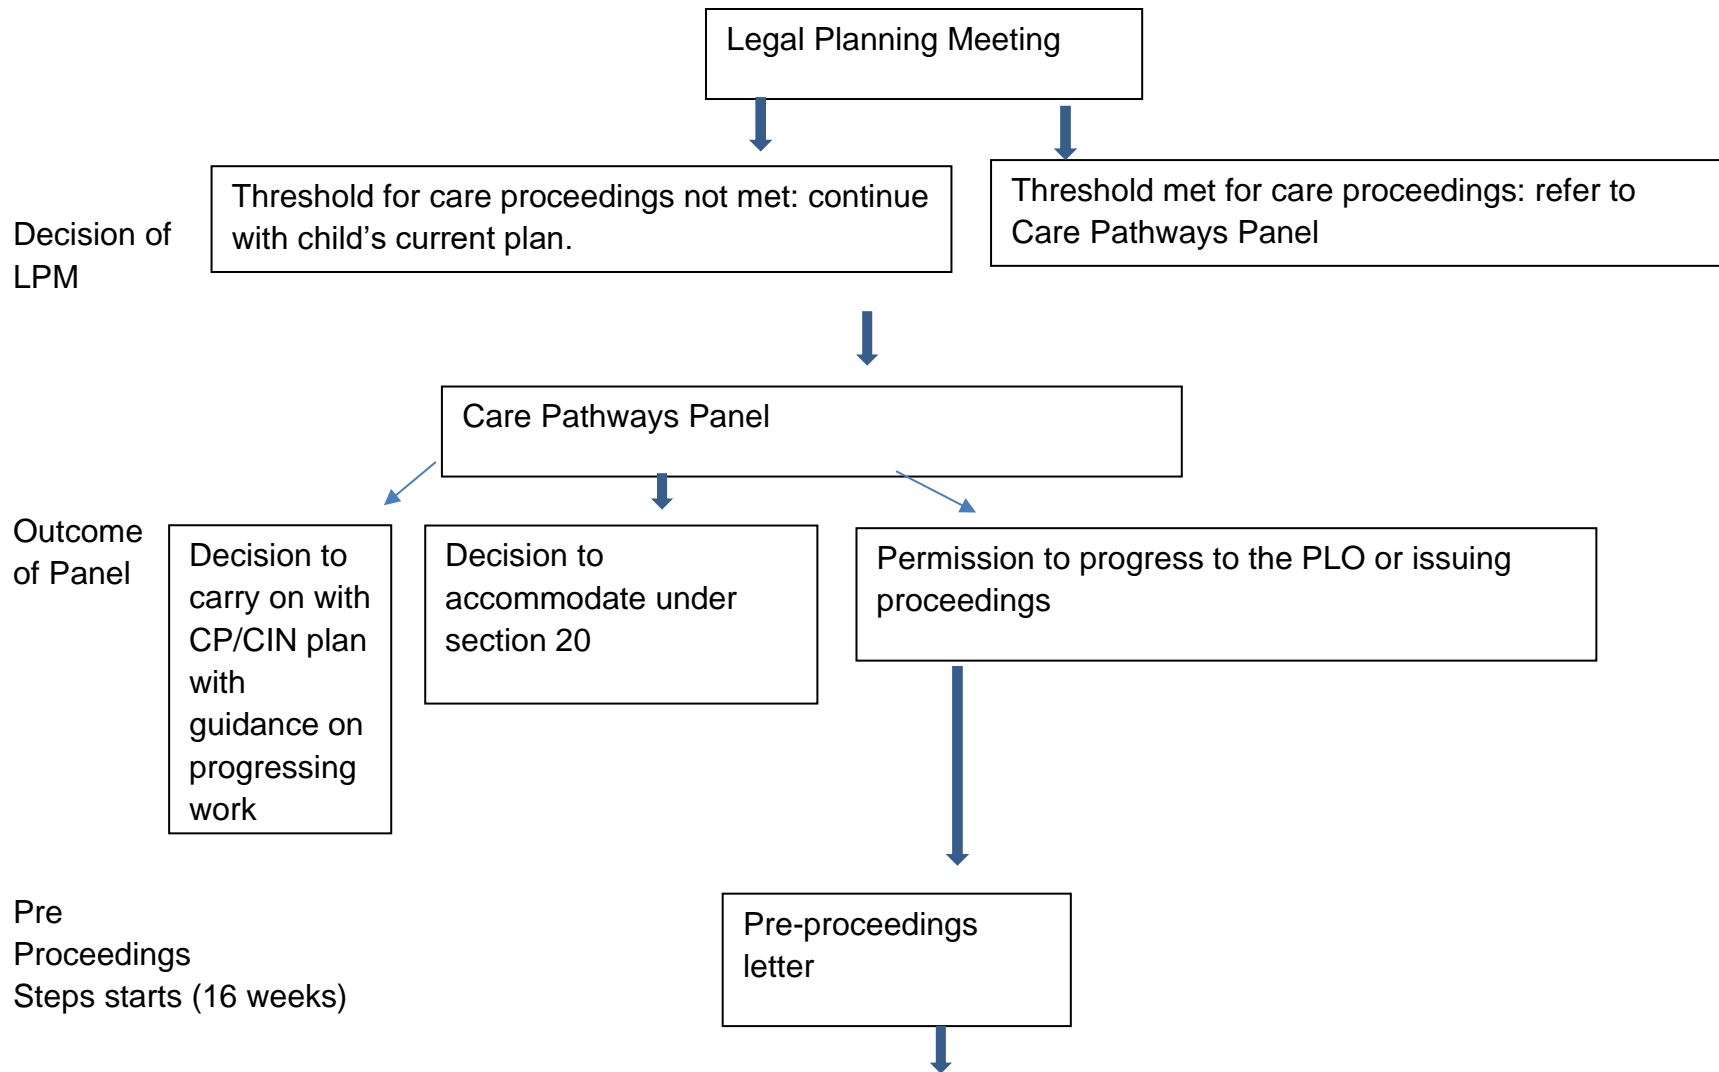 Legal Planning Meeting
Threshold for care proceedings not met: continue
with child’s current plan.
Threshold met for care proceedings: refer to
Care Pathways Panel
Decision of
LPM
Care Pathways Panel
Outcome
of Panel
Decision to
carry on with
CP/CIN plan
with
guidance on
progressing
work
Decision to
accommodate under
section 20
Permission to progress to the PLO or issuing
proceedings
Pre
Proceedings
Steps starts (16 weeks)
Pre-proceedings
letter